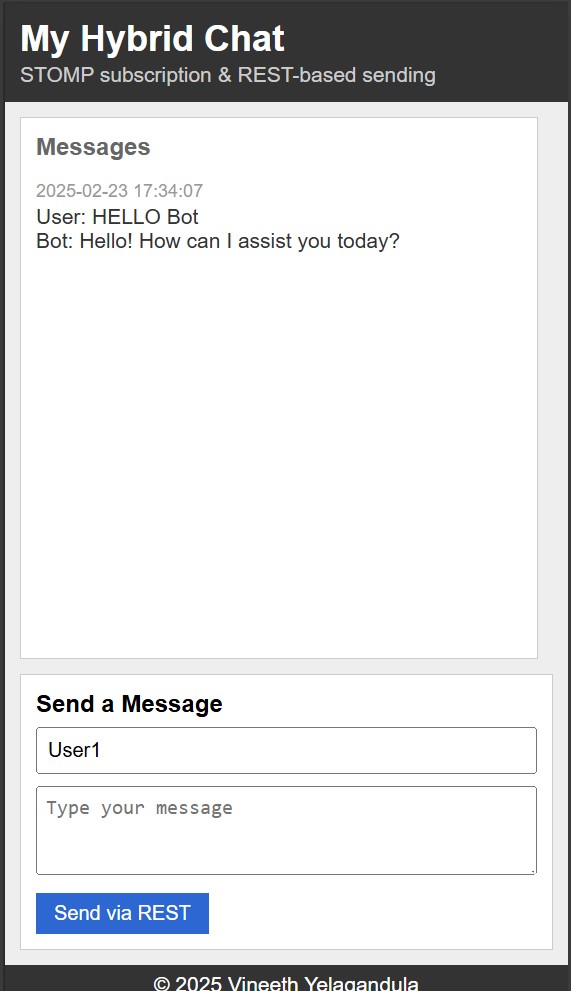 My Hybrid Chat
STOMP subscription & REST-based sending
Messages
2025-02-23 17:34:07
User: HELLO Bot
Bot: Hello! How can I assist you today?
Send a Message
User1
Type your message
Send via REST
© 2025 Vineeth Yelagandula